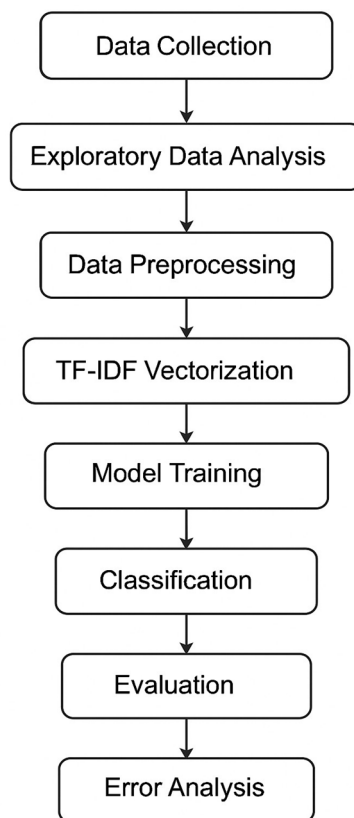 Data Collection
Exploratory Data Analysis
Data Preprocessing
TF-IDF Vectorization
Model Training
Classification
Evaluation
Error Analysis